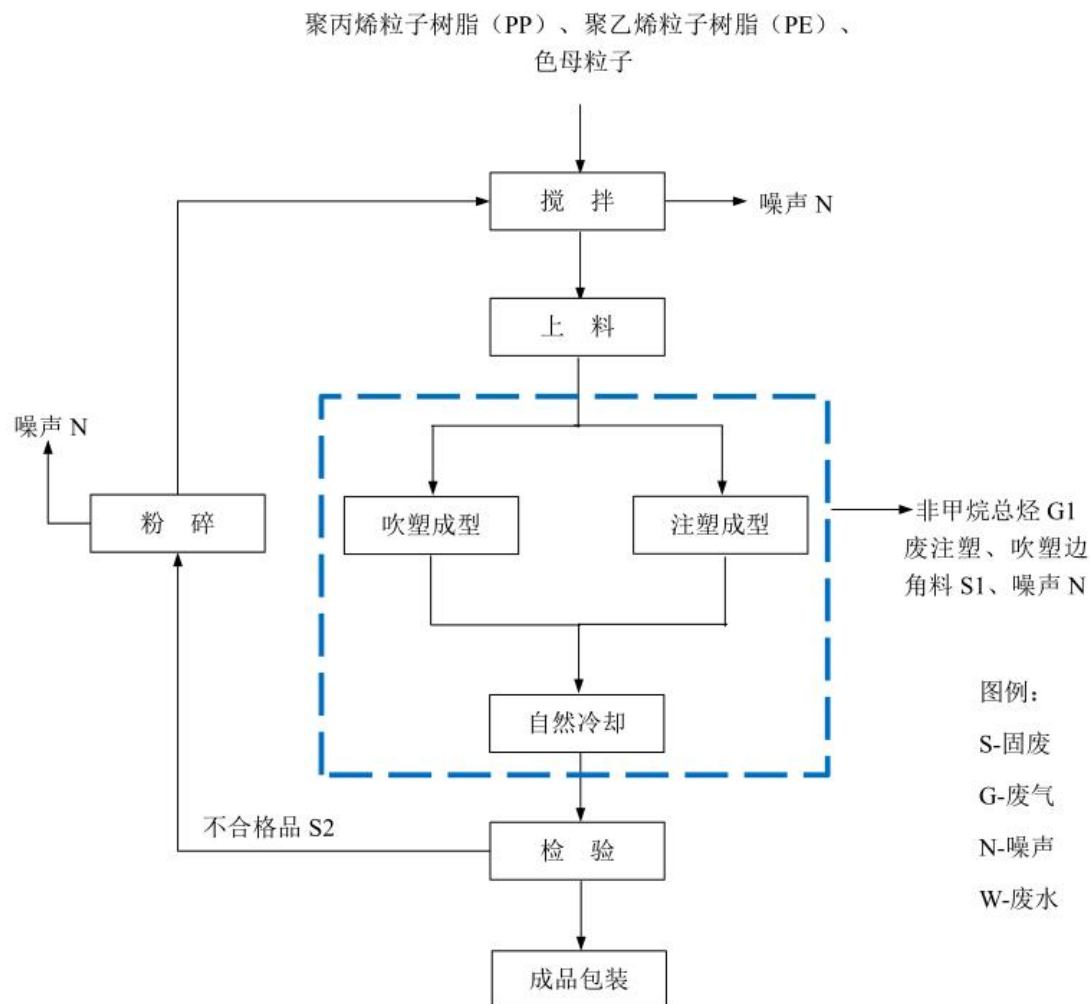 聚丙烯粒子树脂（PP）、聚乙烯粒子树脂（PE）、
色母粒子
搅 拌
噪声 N
上 料
噪声 N
粉 碎
吹塑成型
注塑成型
非甲烷总烃 G1
废注塑、吹塑边
角料 S1、噪声 N
自然冷却
图例：
S-固废
G-废气
N-噪声
W-废水
不合格品 S2
检 验
成品包装